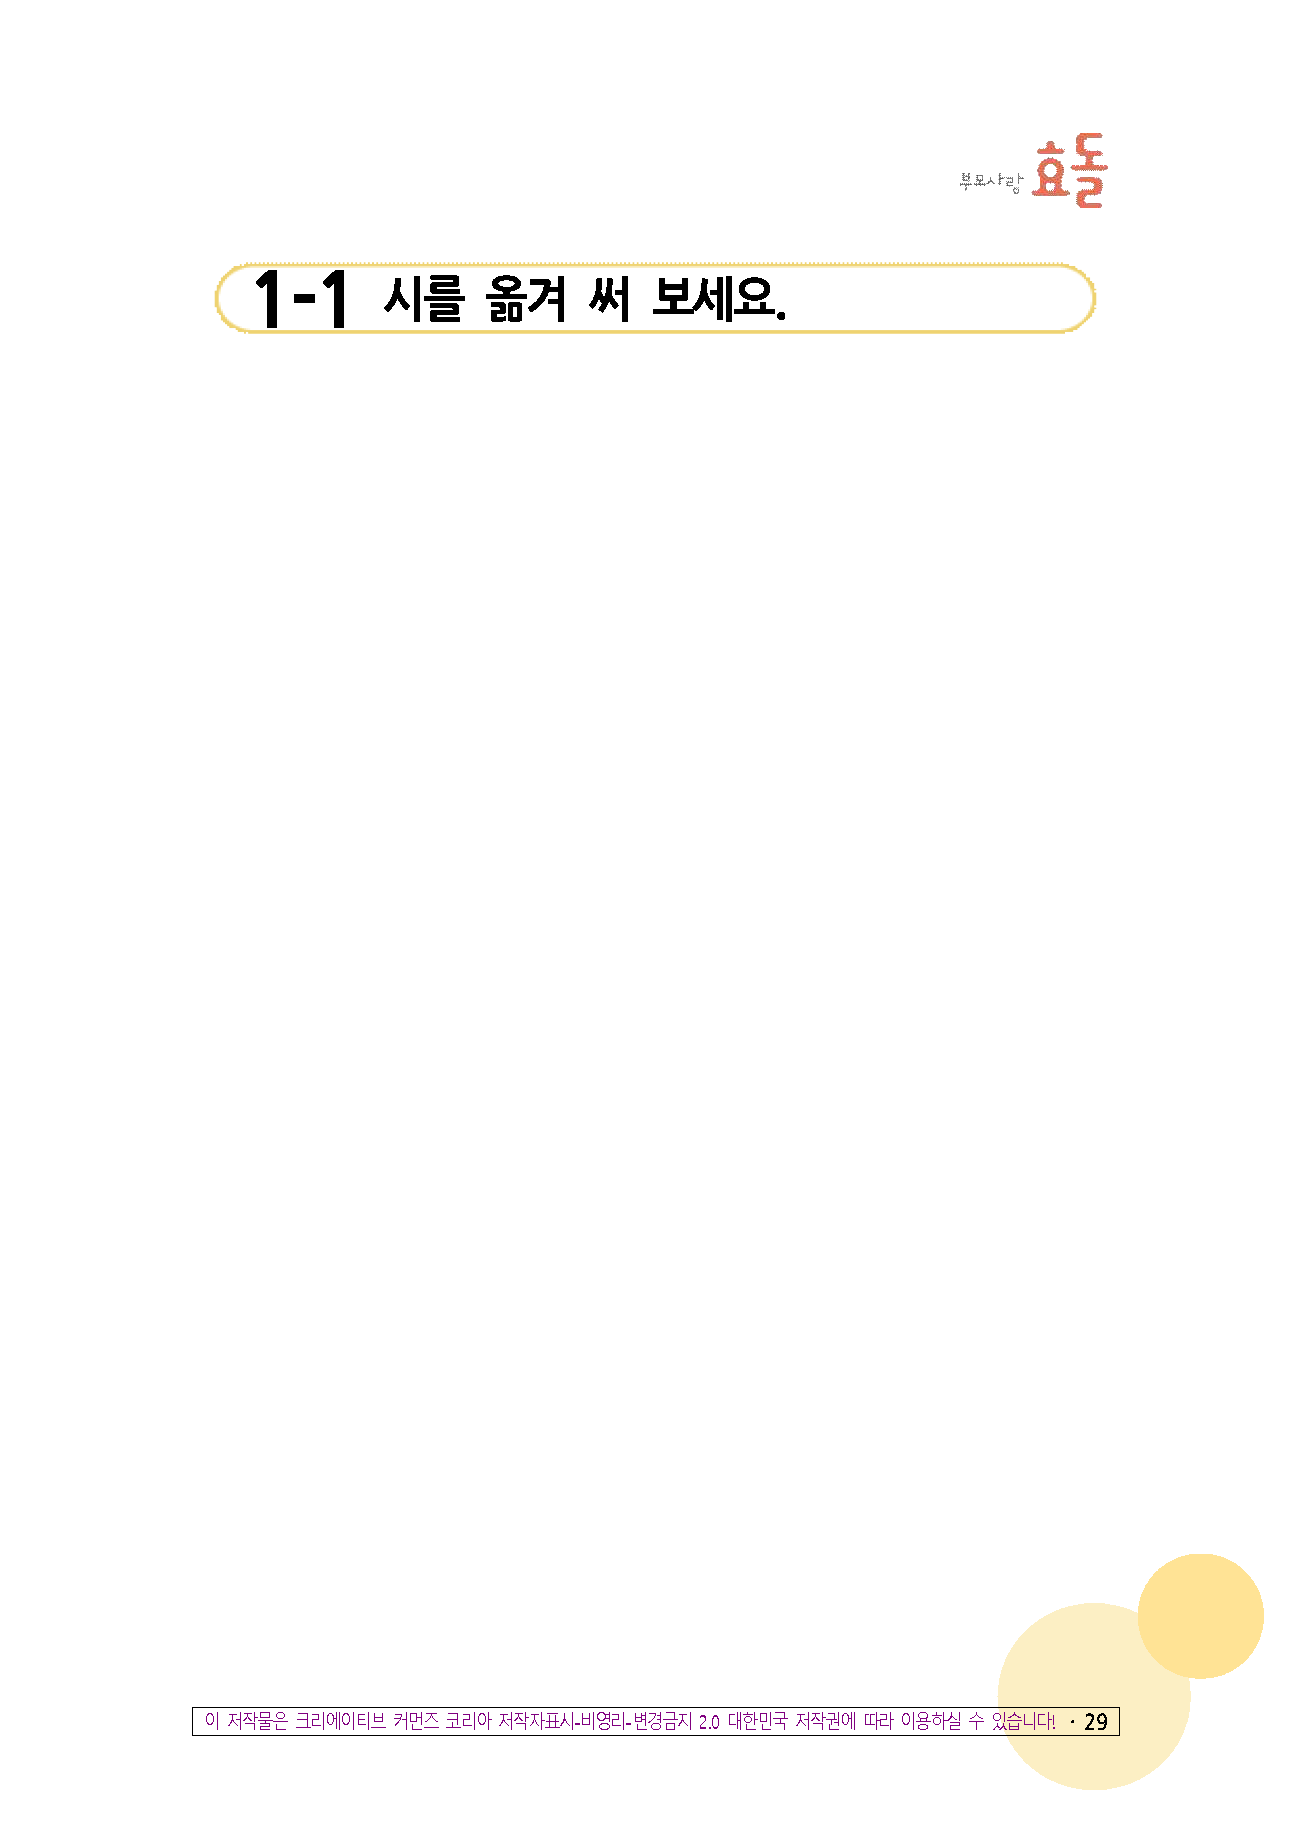 부모사랑 효돌
1-1 시를 옮겨 써 보세요.
이 저작물은 크리에이티브 커먼즈 코리아 저작자표시-비영리-변경금지 2.0 대한민국 저작권에 따라 이용하실 수 있습니다! · 29